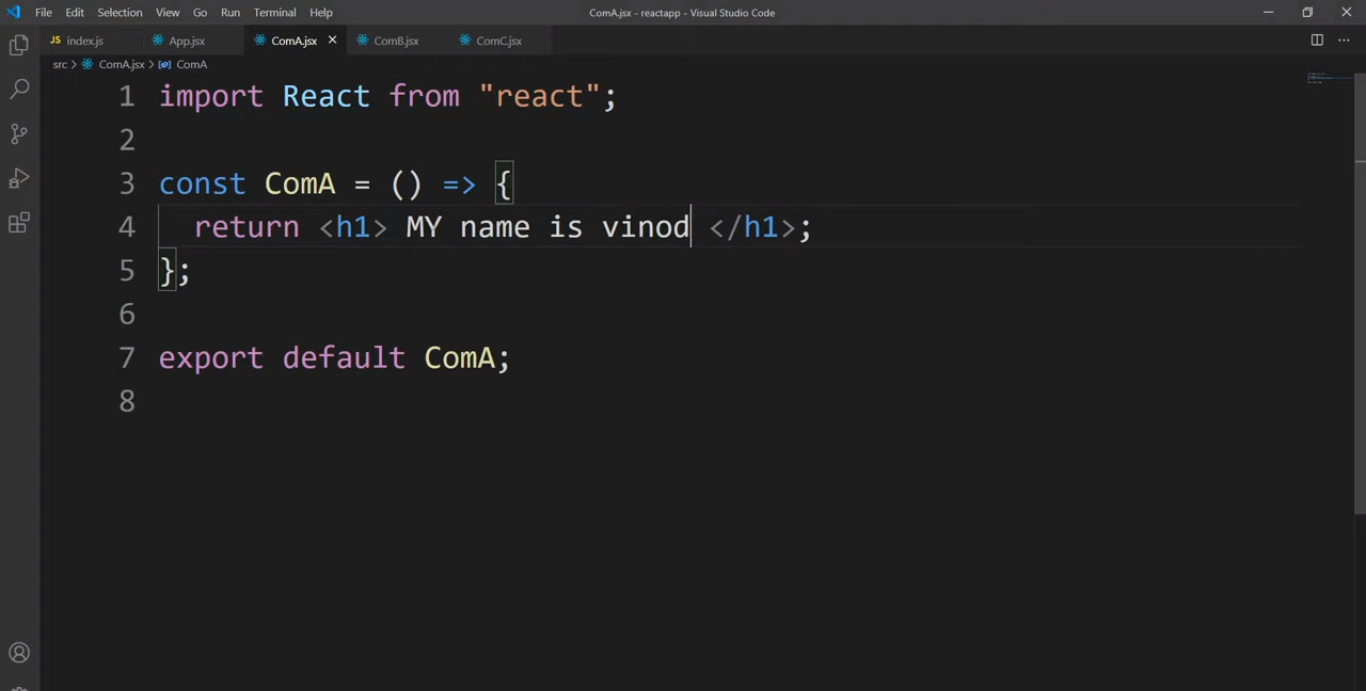 File Edit Selection View Go Run Terminal Help ComA.jsx - reactapp - Visual Studio Code
JS index.js App.jsx ComA.jsx ComB.jsx ComC.jsx
src > ComA.jsx > ComA
1 import React from "react";
2
3 const ComA = () => {
4 return <h1> MY name is vinod </h1>;
5 };
6
7 export default ComA;
8